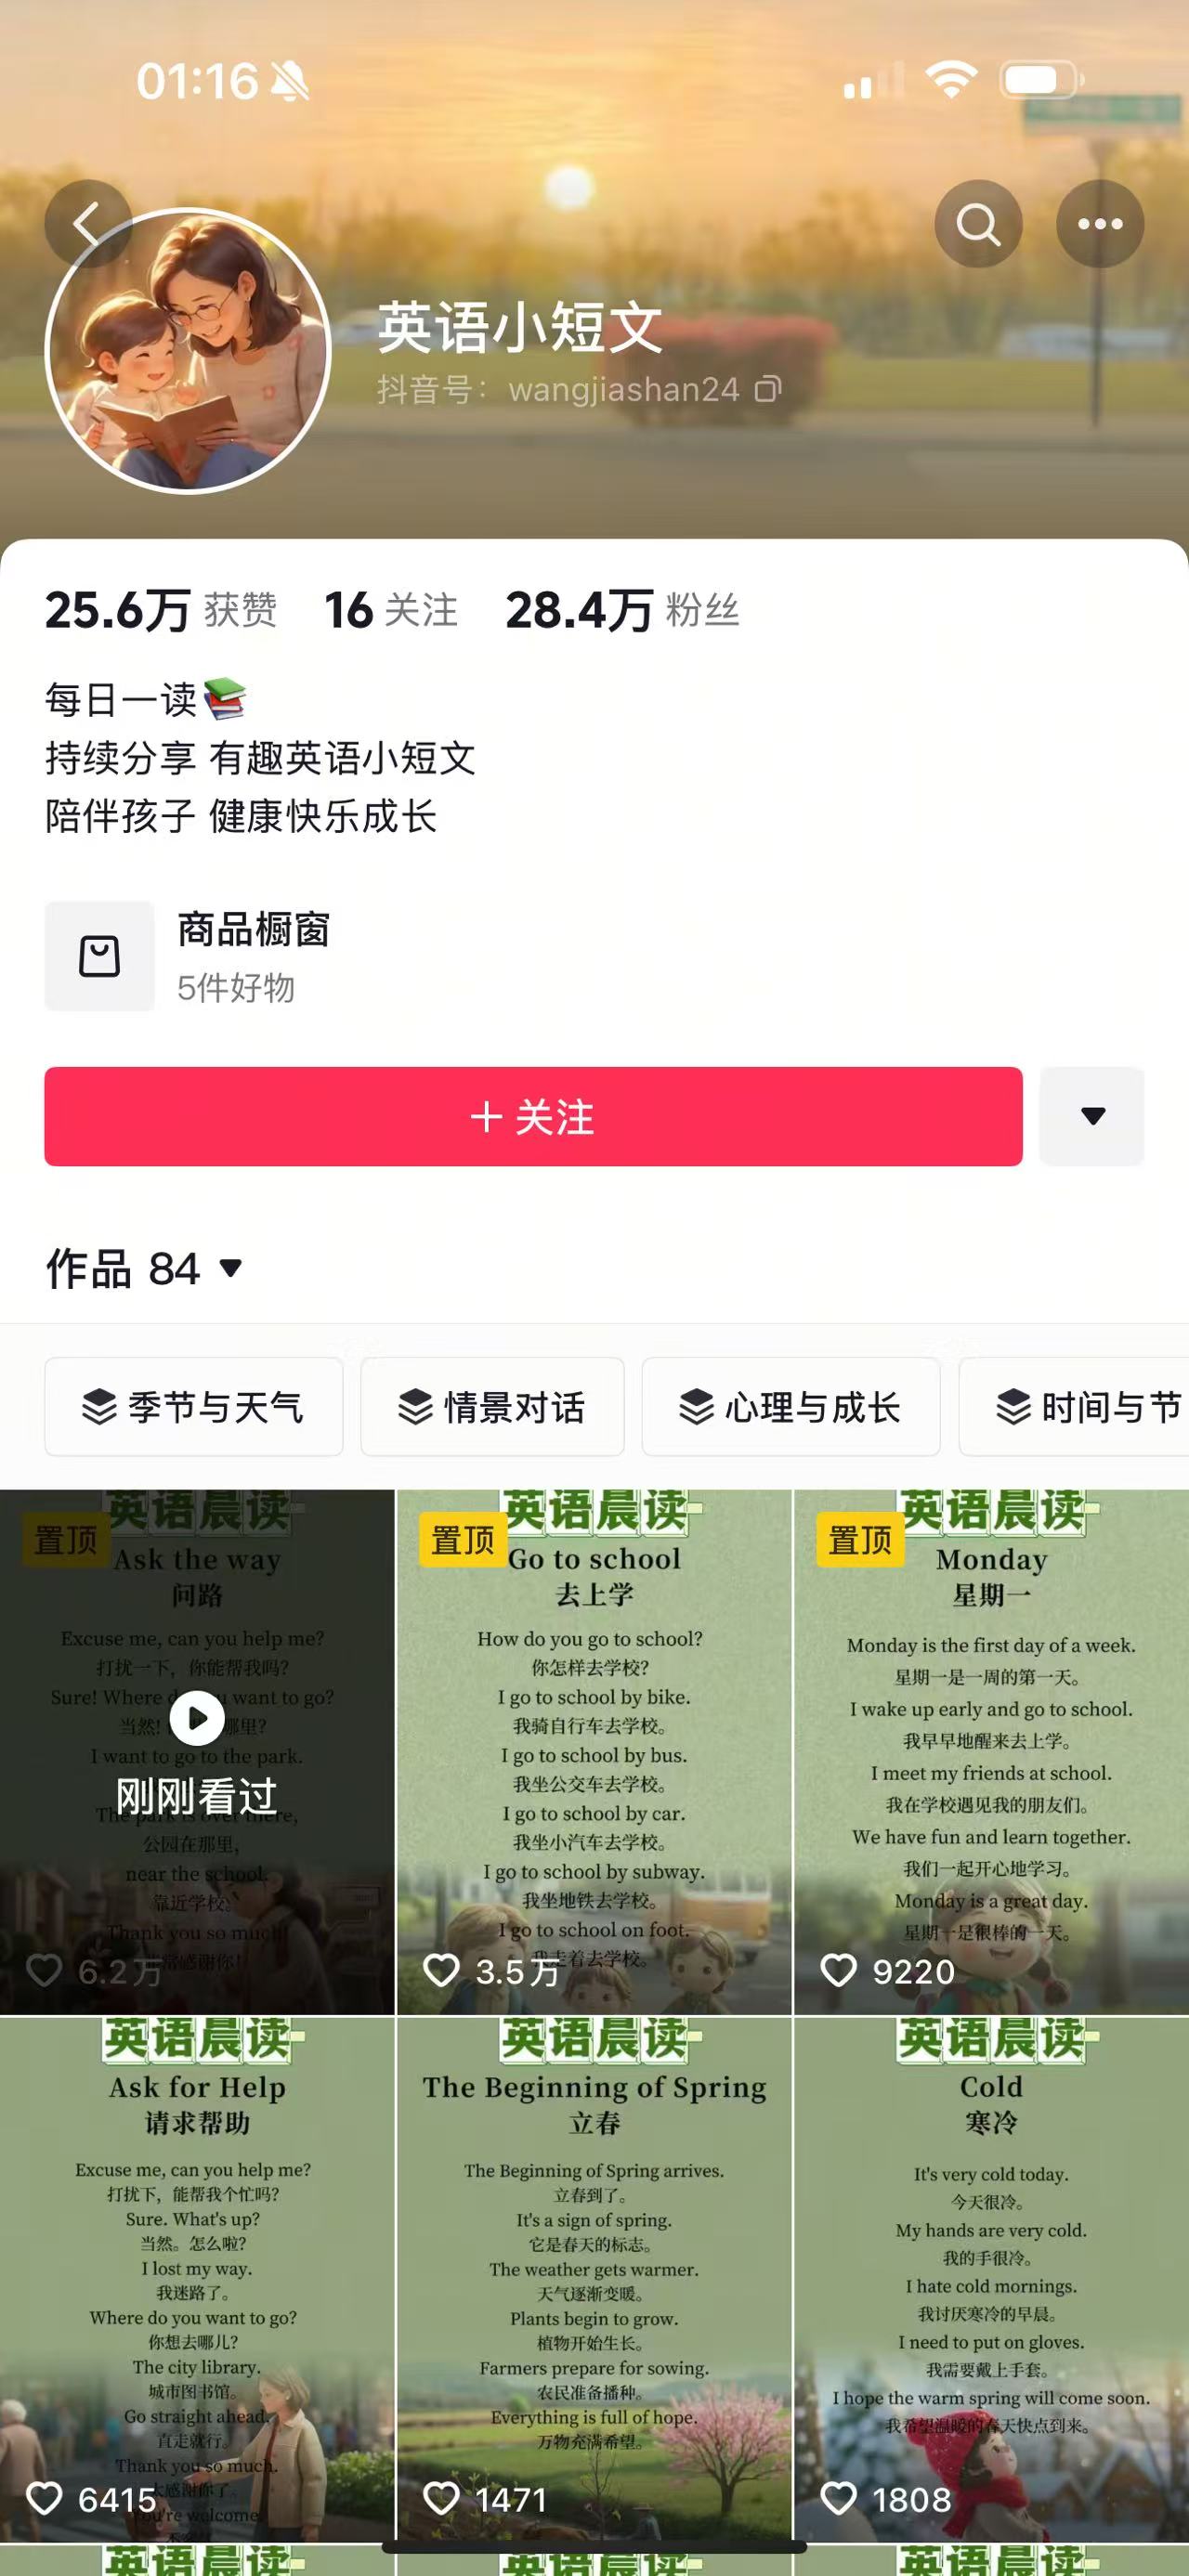 01:16
英语小短文
抖音号：wangjiashan24
25.6万 获赞 16 关注 28.4万 粉丝
每日一读
持续分享 有趣英语小短文
陪伴孩子 健康快乐成长
商品橱窗
5件好物
关注
作品 84
季节与天气 情景对话 心理与成长 时间与节
置顶
英语晨读
Ask the way
问路
Excuse me, can you help me?
打扰一下，你能帮我吗?
Sure! Where want to go?
当然! 哪里?
I want to go to the park.
刚刚看过
The park is over there,
公园在那里,
near the school.
靠近学校。
Thank you so much
6.2万
置顶
英语晨读
Go to school
去上学
How do you go to school?
你怎样去学校?
I go to school by bike.
我骑自行车去学校。
I go to school by bus.
我坐公交车去学校。
I go to school by car.
我坐小汽车去学校。
I go to school by subway.
我坐地铁去学校。
I go to school on foot.
我走着去学校。
3.5万
置顶
英语晨读
Monday
星期一
Monday is the first day of a week.
星期一是一周的第一天。
I wake up early and go to school.
我早早地醒来去上学。
I meet my friends at school.
我在学校遇见我的朋友们。
We have fun and learn together.
我们一起开心地学习。
Monday is a great day.
星期一是很棒的一天。
9220
英语晨读
Ask for Help
请求帮助
Excuse me, can you help me?
打扰下，能帮我个忙吗?
Sure. What's up?
当然。怎么啦?
I lost my way.
我迷路了。
Where do you want to go?
你想去哪儿?
The city library.
城市图书馆。
Go straight ahead.
直走就行。
Thank you so much.
太感谢你了。
You're welcome.
6415
英语晨读
The Beginning of Spring
立春
The Beginning of Spring arrives.
立春到了。
It's a sign of spring.
它是春天的标志。
The weather gets warmer.
天气逐渐变暖。
Plants begin to grow.
植物开始生长。
Farmers prepare for sowing.
农民准备播种。
Everything is full of hope.
万物充满希望。
1471
英语晨读
Cold
寒冷
It's very cold today.
今天很冷。
My hands are very cold.
我的手很冷。
I hate cold mornings.
我讨厌寒冷的早晨。
I need to put on gloves.
我需要戴上手套。
I hope the warm spring will come soon.
我希望温暖的春天快点到来。
1808
英语晨读 英语晨读 英语晨读